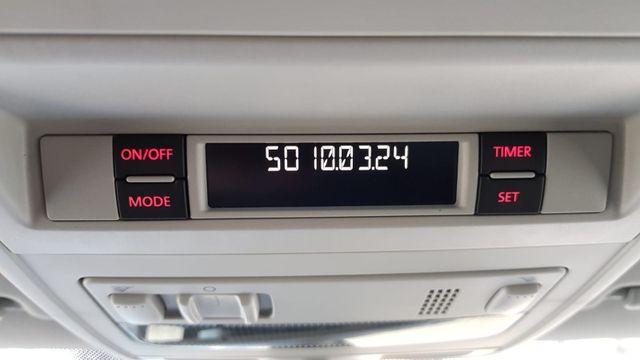 ON/OFF
SO 10.03.24
TIMER
MODE
SET